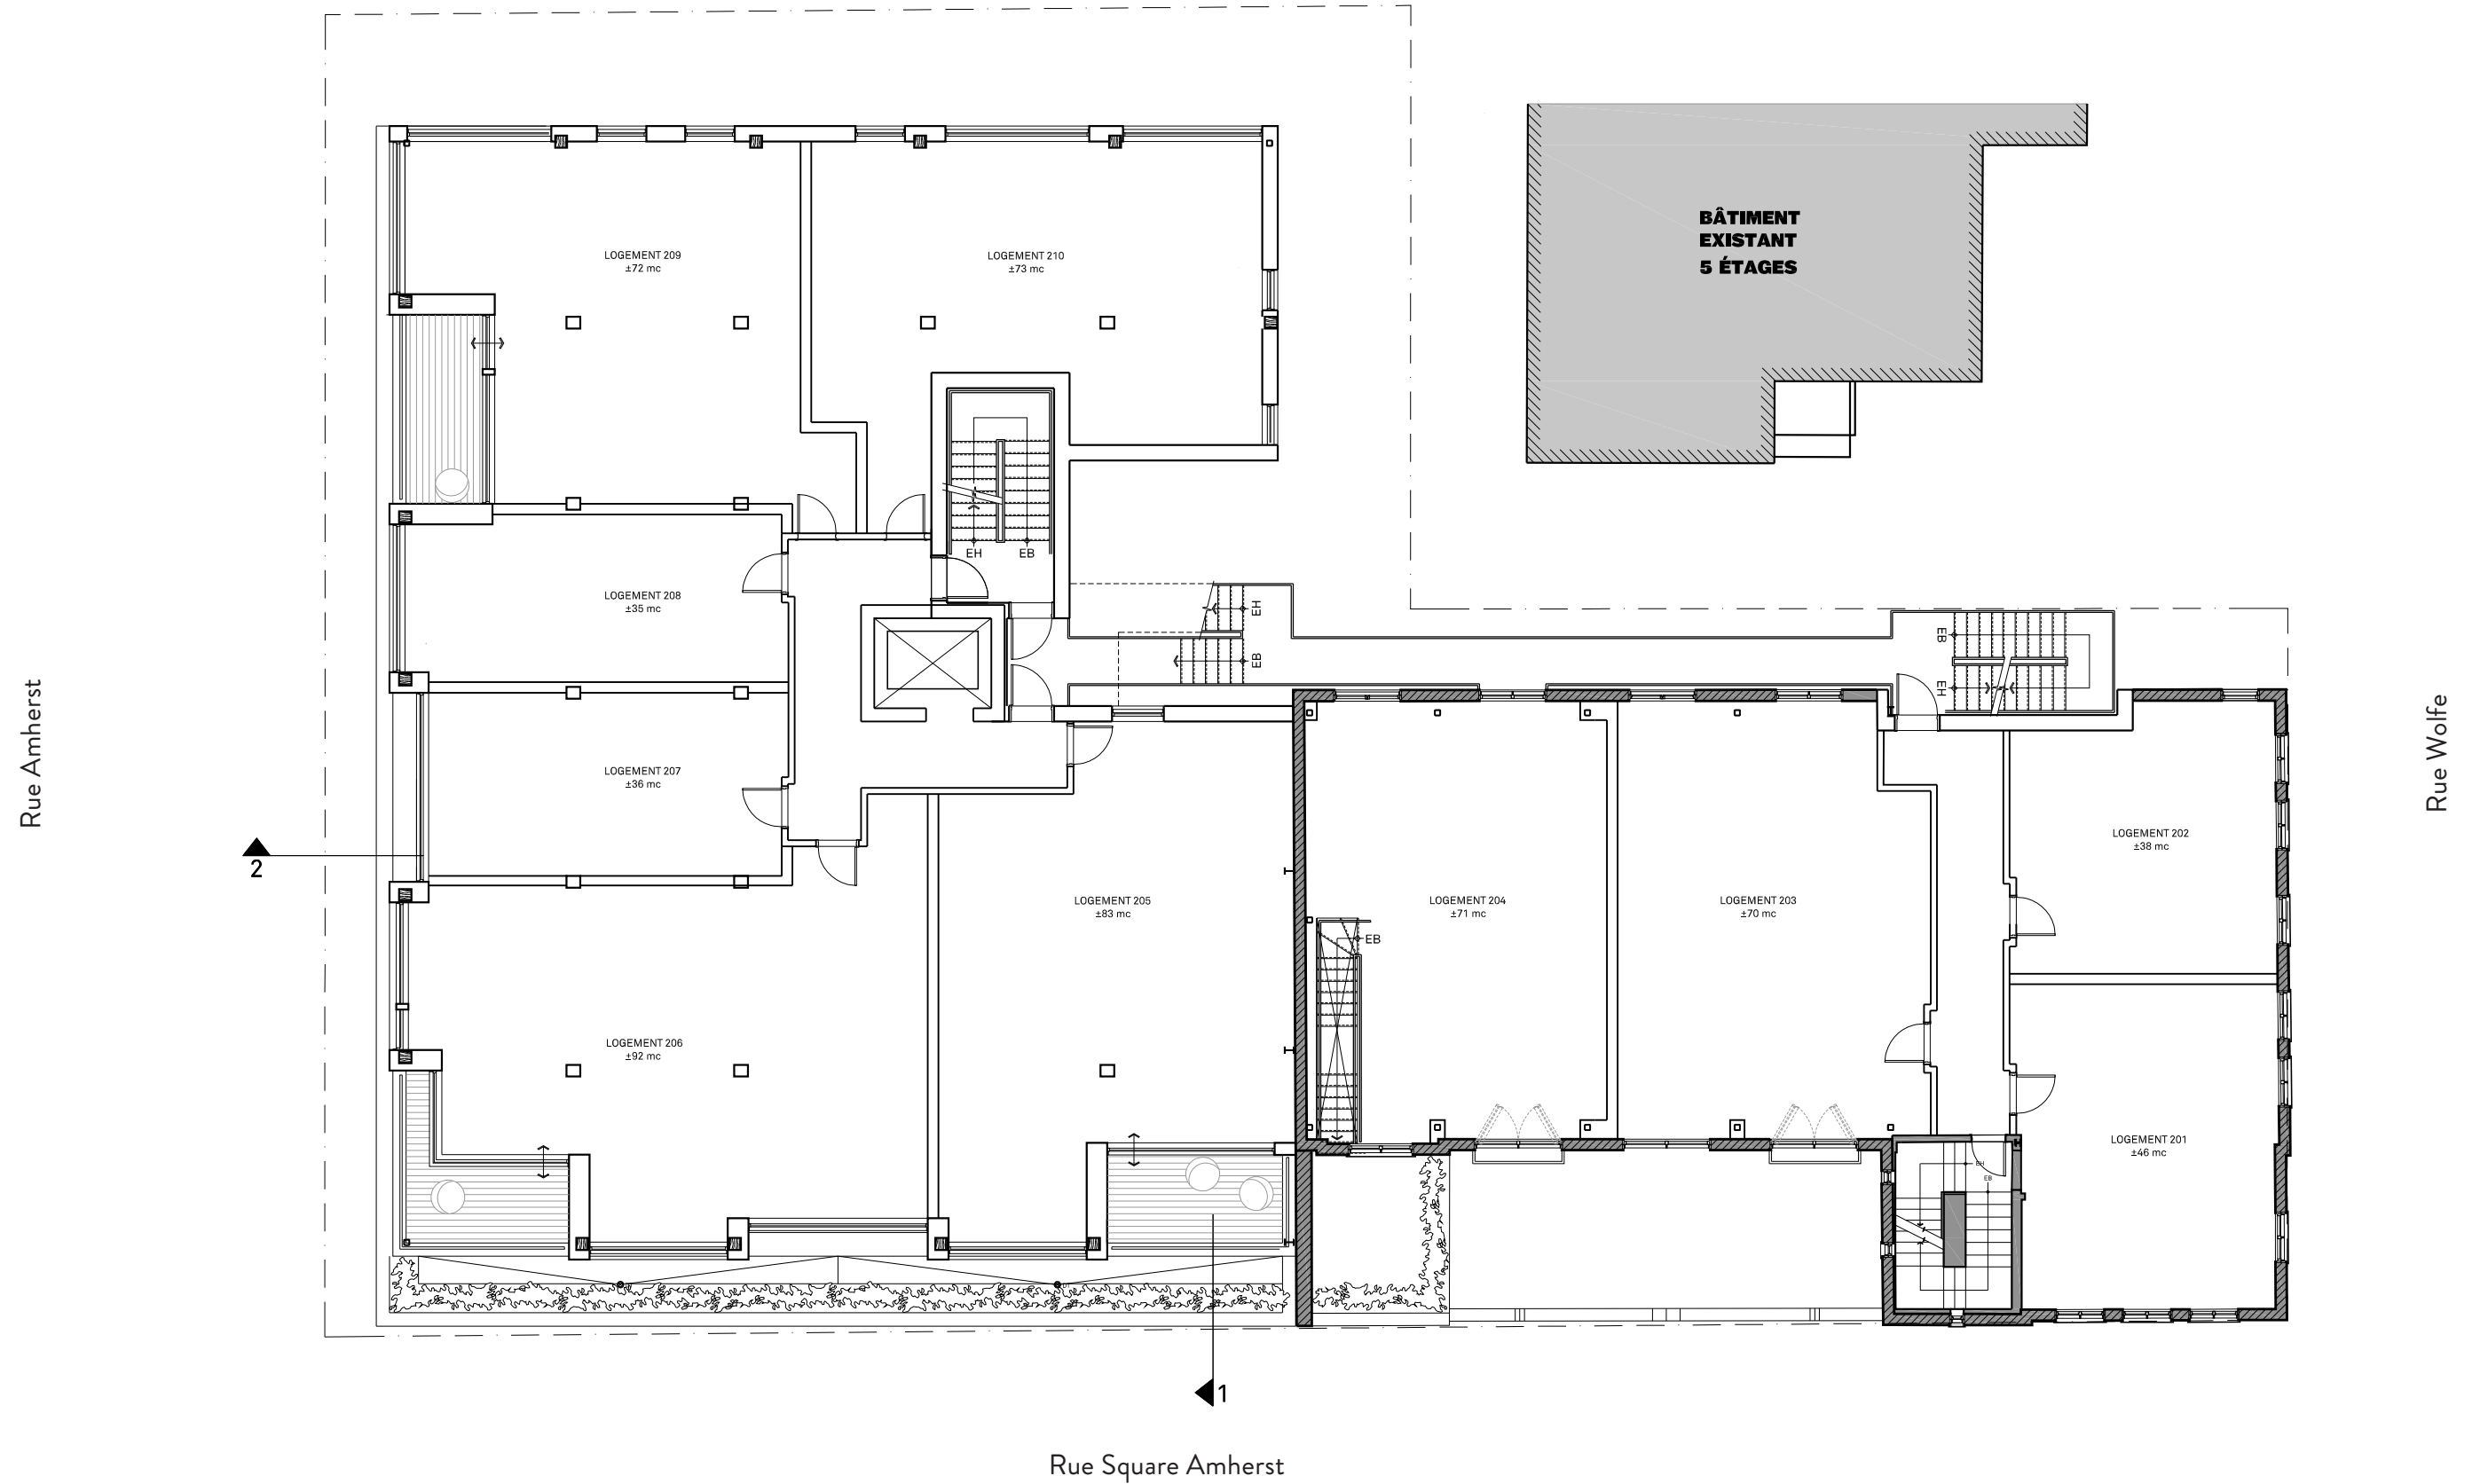 BÂTIMENT
EXISTANT
5 ÉTAGES
LOGEMENT 209
±72 mc
LOGEMENT 210
±73 mc
EH
EB
LOGEMENT 208
±35 mc
EH
EB
EB
EH
Rue Amherst
Rue Wolfe
LOGEMENT 207
±36 mc
2
LOGEMENT 202
±38 mc
LOGEMENT 205
±83 mc
LOGEMENT 204
±71 mc
LOGEMENT 203
±70 mc
EB
LOGEMENT 206
±92 mc
LOGEMENT 201
±46 mc
EH
EB
1
Rue Square Amherst